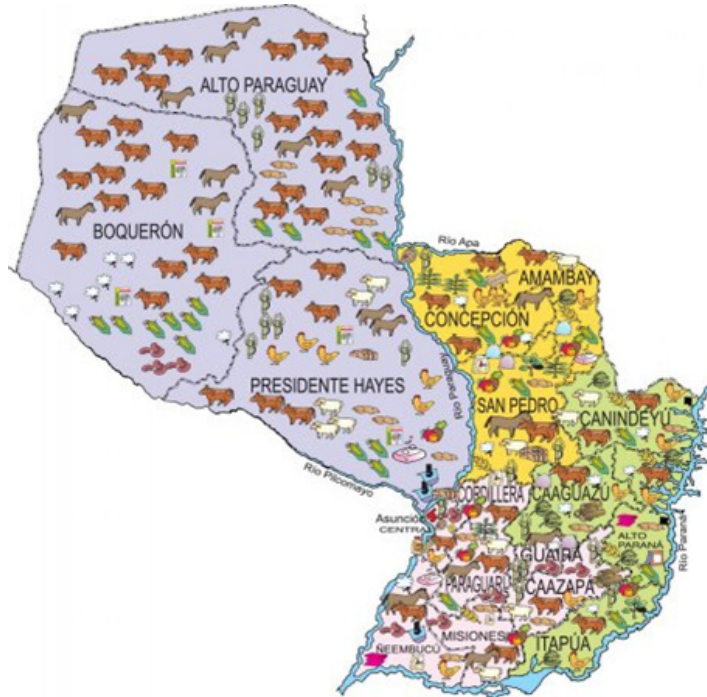 ALTO PARAGUAY
BOQUERÓN
Río Apa
AMAMBAY
CONCEPCIÓN
Río Paraguay
PRESIDENTE HAYES
SAN PEDRO
CANINDEYÚ
Río Pilcomayo
CORDILLERA
CAAGUAZÚ
Asunción
CENTRAL
ALTO
PARANÁ
Río Paraná
GUAIRÁ
PARAGUARÍ
CAAZAPÁ
MISIONES
ITAPÚA
ÑEEMBUCÚ